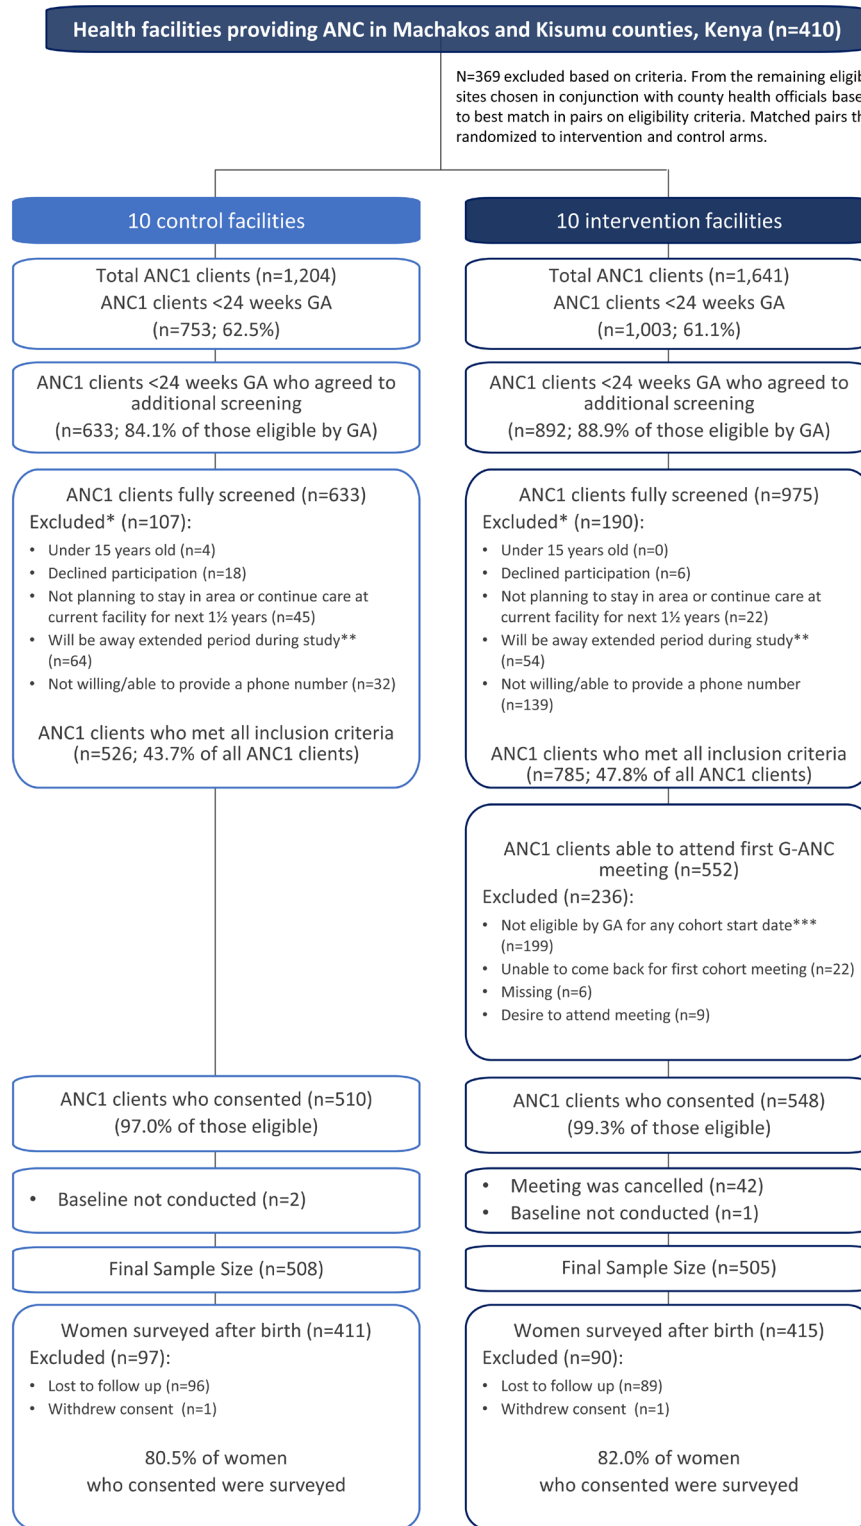 Health facilities providing ANC in Machakos and Kisumu counties, Kenya (n=410)
N=369 excluded based on criteria. From the remaining
sites chosen in conjunction with county health officials
to best match in pairs on eligibility criteria. Matched pairs
randomized to intervention and control arms.
10 control facilities
Total ANC1 clients (n=1,204)
ANC1 clients <24 weeks GA
(n=753; 62.5%)
ANC1 clients <24 weeks GA who agreed to
additional screening
(n=633; 84.1% of those eligible by GA)
ANC1 clients fully screened (n=633)
Excluded* (n=107):
• Under 15 years old (n=4)
• Declined participation (n=18)
• Not planning to stay in area or continue care at
current facility for next 1½ years (n=45)
• Will be away extended period during study**
(n=64)
• Not willing/able to provide a phone number (n=32)
ANC1 clients who met all inclusion criteria
(n=526; 43.7% of all ANC1 clients)
ANC1 clients who consented (n=510)
(97.0% of those eligible)
• Baseline not conducted (n=2)
Final Sample Size (n=508)
Women surveyed after birth (n=411)
Excluded (n=97):
• Lost to follow up (n=96)
• Withdrew consent (n=1)
80.5% of women
who consented were surveyed
10 intervention facilities
Total ANC1 clients (n=1,641)
ANC1 clients <24 weeks GA
(n=1,003; 61.1%)
ANC1 clients <24 weeks GA who agreed to
additional screening
(n=892; 88.9% of those eligible by GA)
ANC1 clients fully screened (n=975)
Excluded* (n=190):
• Under 15 years old (n=0)
• Declined participation (n=6)
• Not planning to stay in area or continue care at
current facility for next 1½ years (n=22)
• Will be away extended period during study**
(n=54)
• Not willing/able to provide a phone number
(n=139)
ANC1 clients who met all inclusion criteria
(n=785; 47.8% of all ANC1 clients)
ANC1 clients able to attend first G-ANC
meeting (n=552)
Excluded (n=236):
• Not eligible by GA for any cohort start date***
(n=199)
• Unable to come back for first cohort meeting (n=22)
• Missing (n=6)
• Desire to attend meeting (n=9)
ANC1 clients who consented (n=548)
(99.3% of those eligible)
• Meeting was cancelled (n=42)
• Baseline not conducted (n=1)
Final Sample Size (n=505)
Women surveyed after birth (n=415)
Excluded (n=90):
• Lost to follow up (n=89)
• Withdrew consent (n=1)
82.0% of women
who consented were surveyed